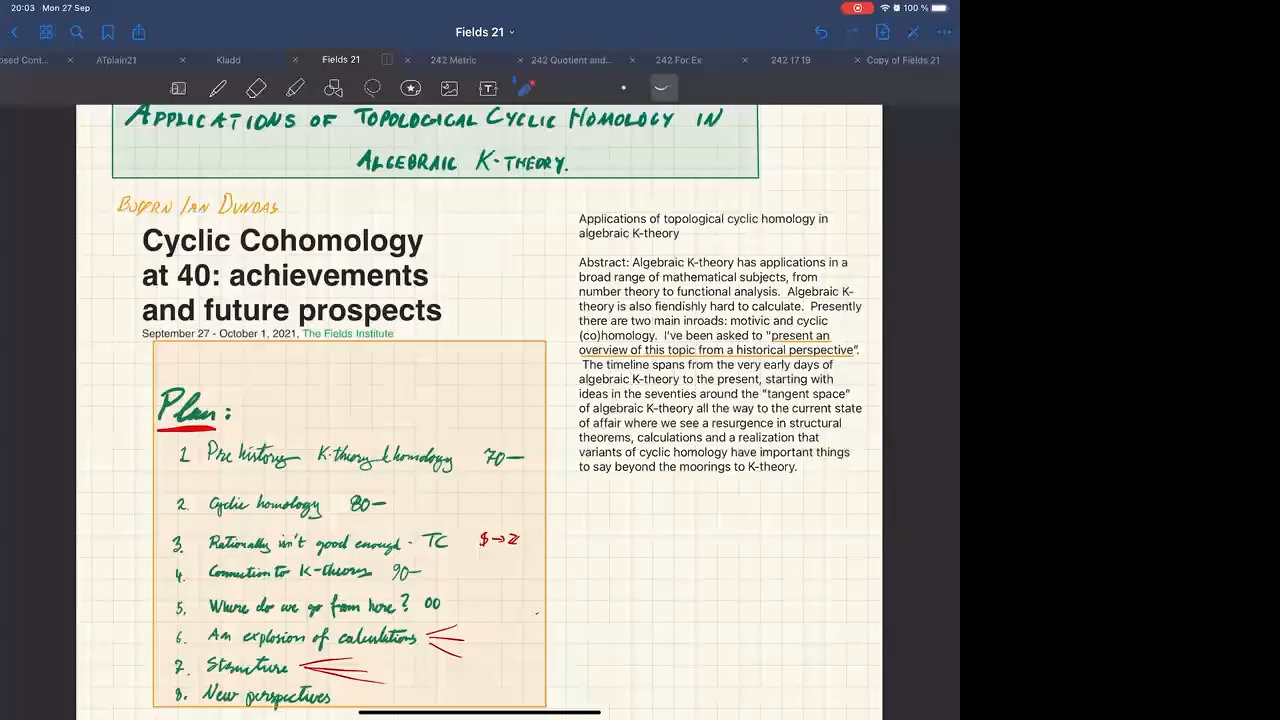 20:03 Mon 27 Sep
100 %
Fields 21
osed Cont...
ATplain21
Kladd
Fields 21
242 Metric
242 Quotient and...
242 For Ex
242 17 19
Copy of Fields 21
APPLICATIONS OF TOPOLOGICAL CYCLIC HOMOLOGY IN
ALGEBRAIC K-THEORY.
BJØRN IAN DUNDAS
Cyclic Cohomology
at 40: achievements
and future prospects
September 27 - October 1, 2021, The Fields Institute
Plan:
1 Pre history K-theory & homology 70—
2. Cyclic homology 80—
3. Rationally isn't good enough - TC $→ℤ
4. Connection to K-theory 90—
5. Where do we go from here? 00
6. An explosion of calculations
7. Structure
8. New perspectives
Applications of topological cyclic homology in
algebraic K-theory
Abstract: Algebraic K-theory has applications in a
broad range of mathematical subjects, from
number theory to functional analysis. Algebraic K-
theory is also fiendishly hard to calculate. Presently
there are two main inroads: motivic and cyclic
(co)homology. I've been asked to "present an
overview of this topic from a historical perspective".
The timeline spans from the very early days of
algebraic K-theory to the present, starting with
ideas in the seventies around the "tangent space"
of algebraic K-theory all the way to the current state
of affair where we see a resurgence in structural
theorems, calculations and a realization that
variants of cyclic homology have important things
to say beyond the moorings to K-theory.